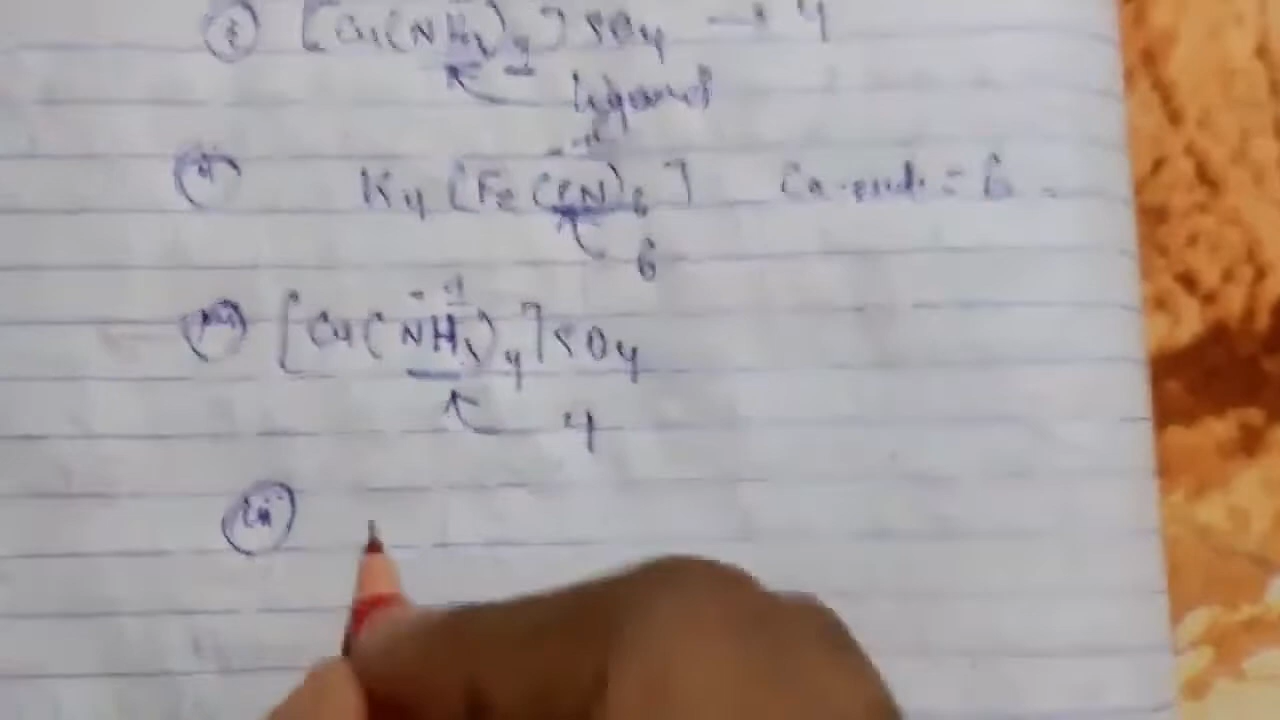 (i) [Cu(NH3)4]SO4 → 4
ligand
(ii) K4 [Fe (CN)6] Co-ord = 6
6
[Cu(NH3)4]SO4
4
(iii)